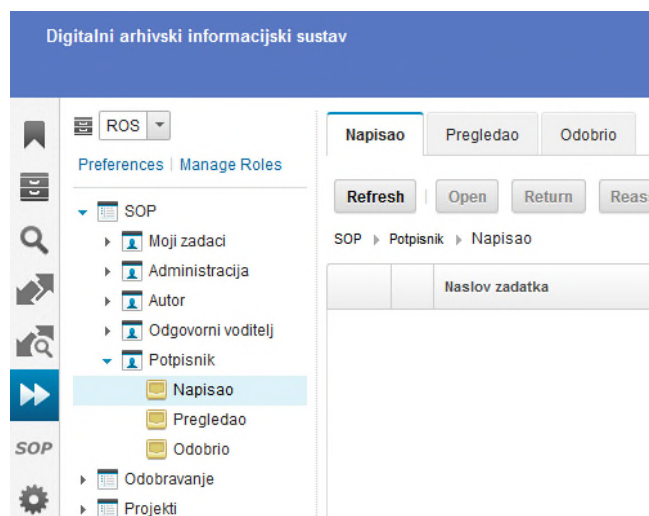 Digitalni arhivski informacijski sustav
ROS
Preferences | Manage Roles
SOP
Moji zadaci
Administracija
Autor
Odgovorni voditelj
Potpisnik
Napisao
Pregledao
Odobrio
Odobravanje
Projekti
SOP
Napisao Pregledao Odobrio
Refresh Open Return Reas
SOP Potpisnik Napisao
Naslov zadatka